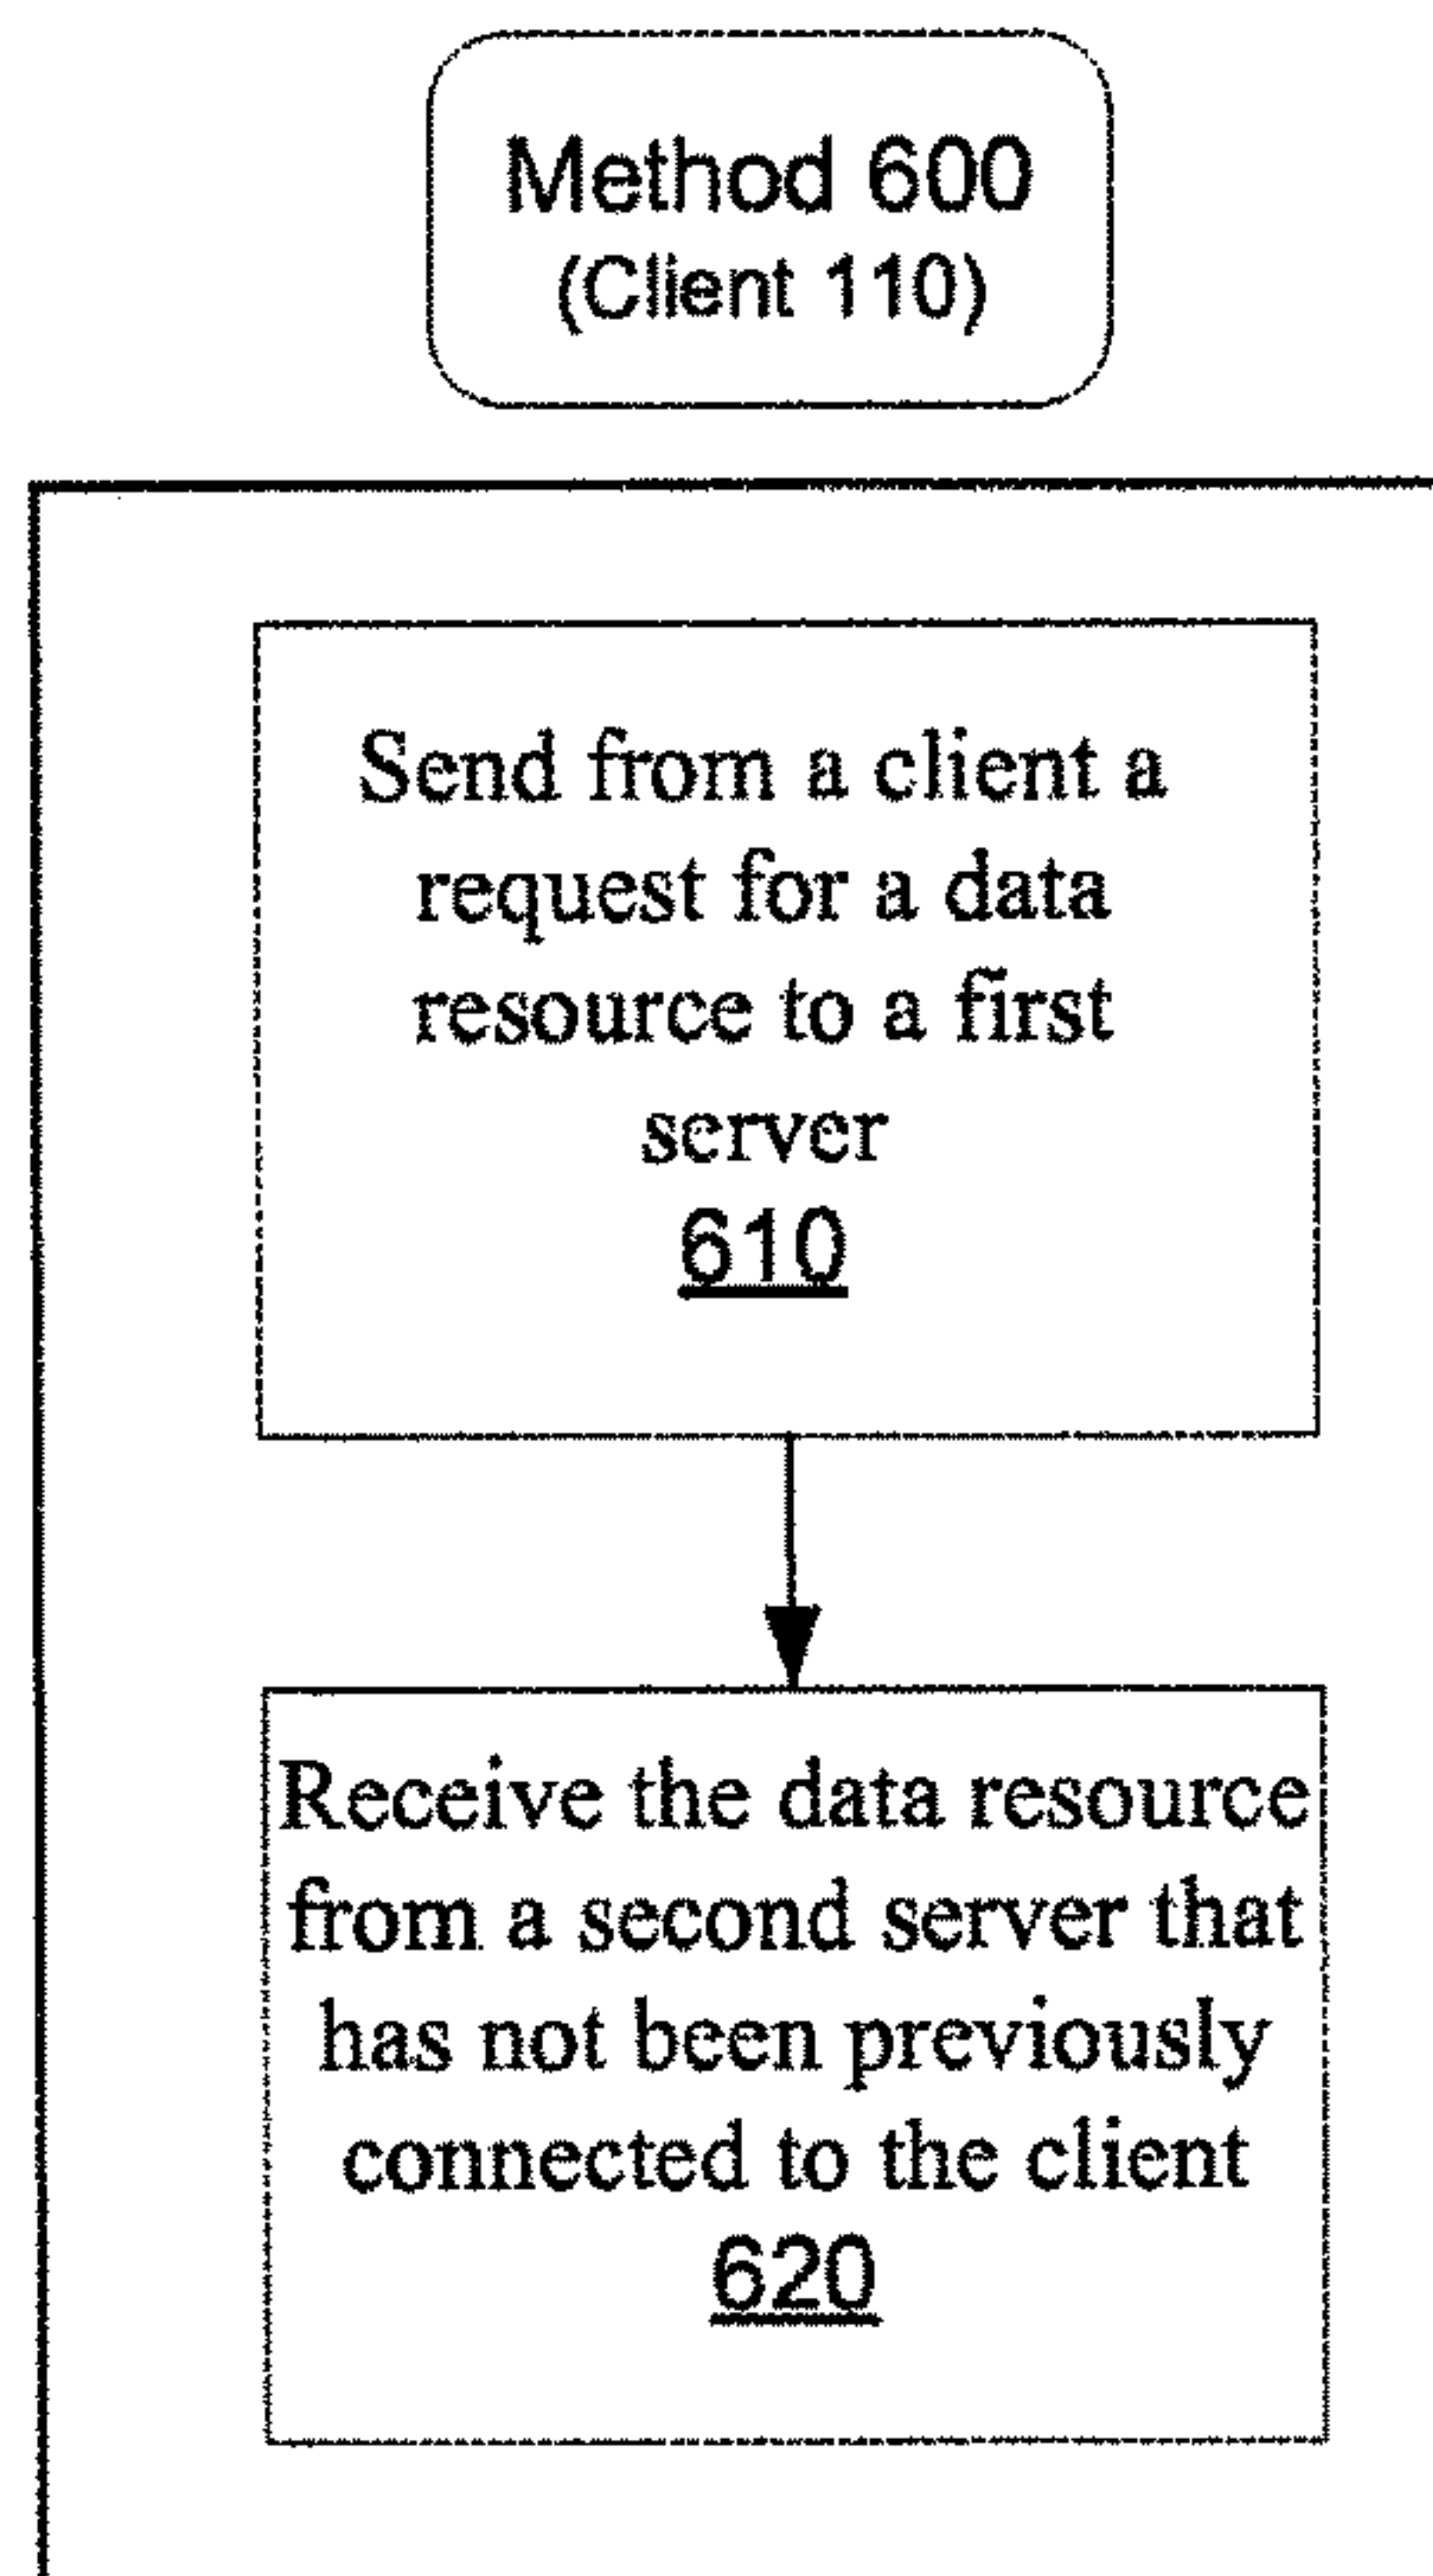 Method 600
(Client 110)
Send from a client a
request for a data
resource to a first
server
610
Receive the data resource
from a second server that
has not been previously
connected to the client
620